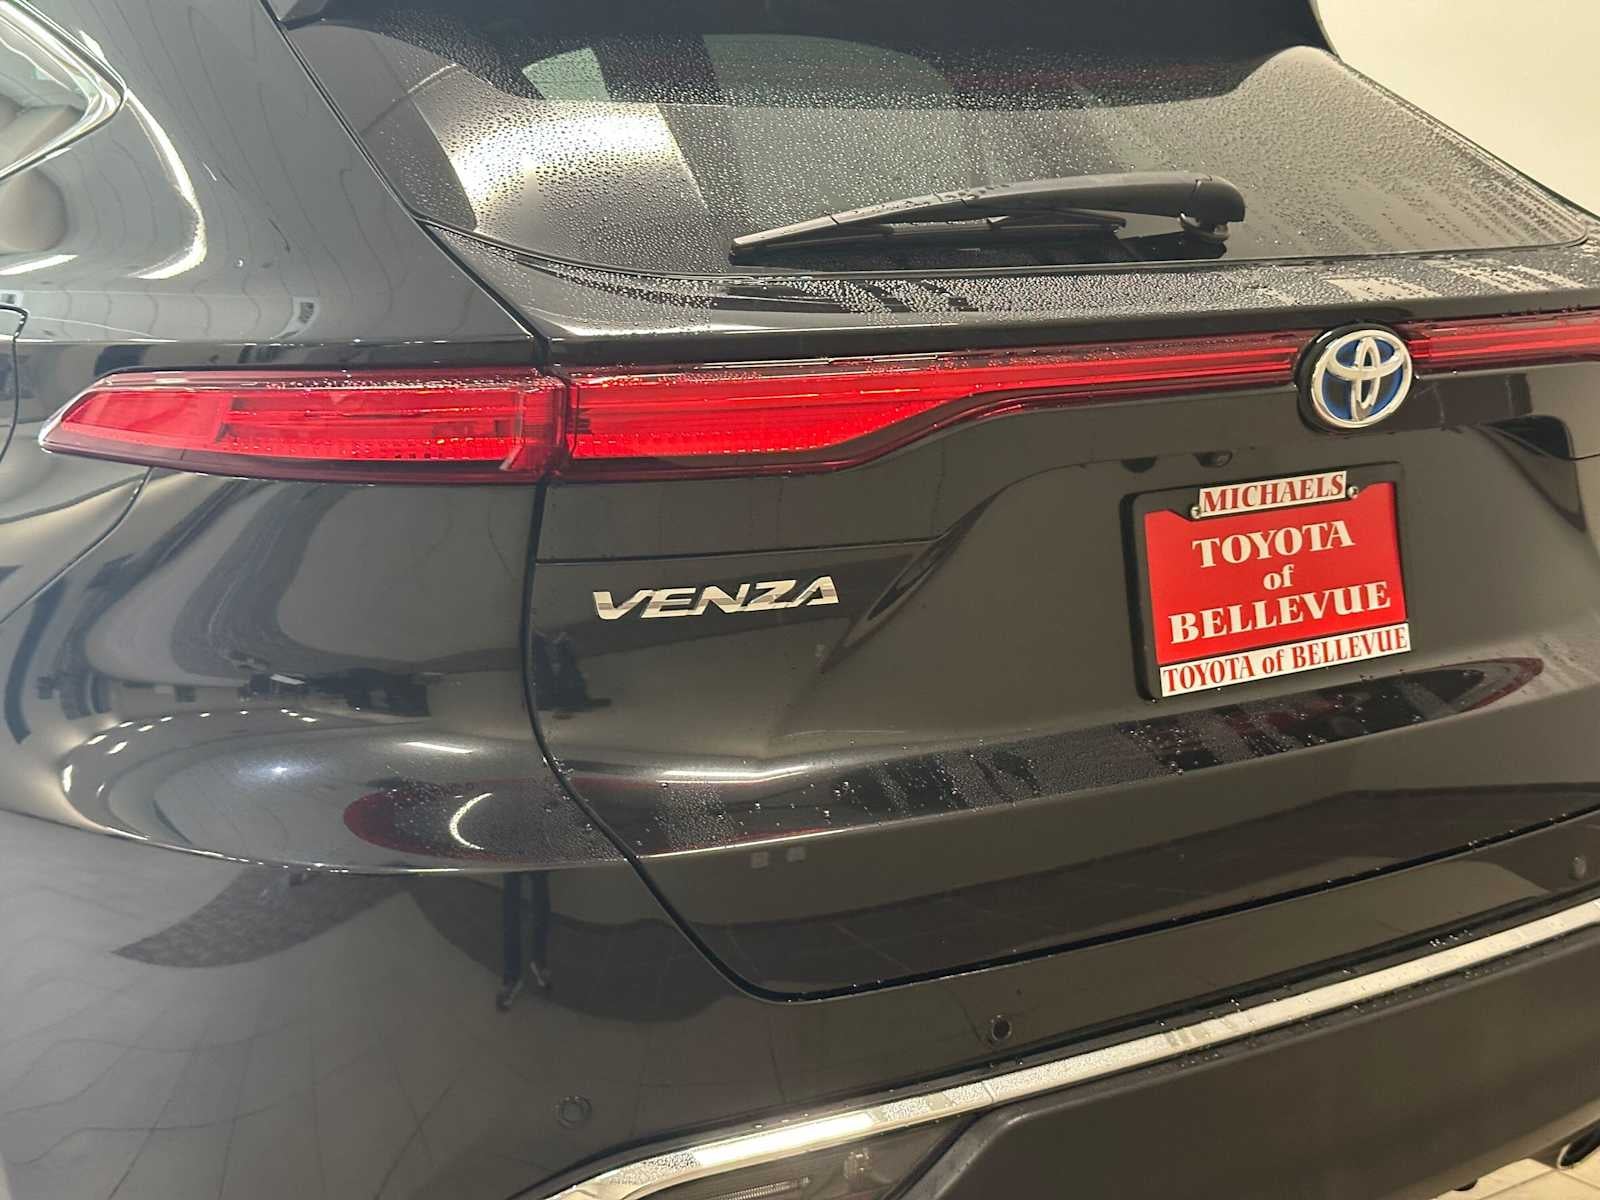 VENZA
MICHAELS
TOYOTA
of
BELLEVUE
TOYOTA of BELLEVUE